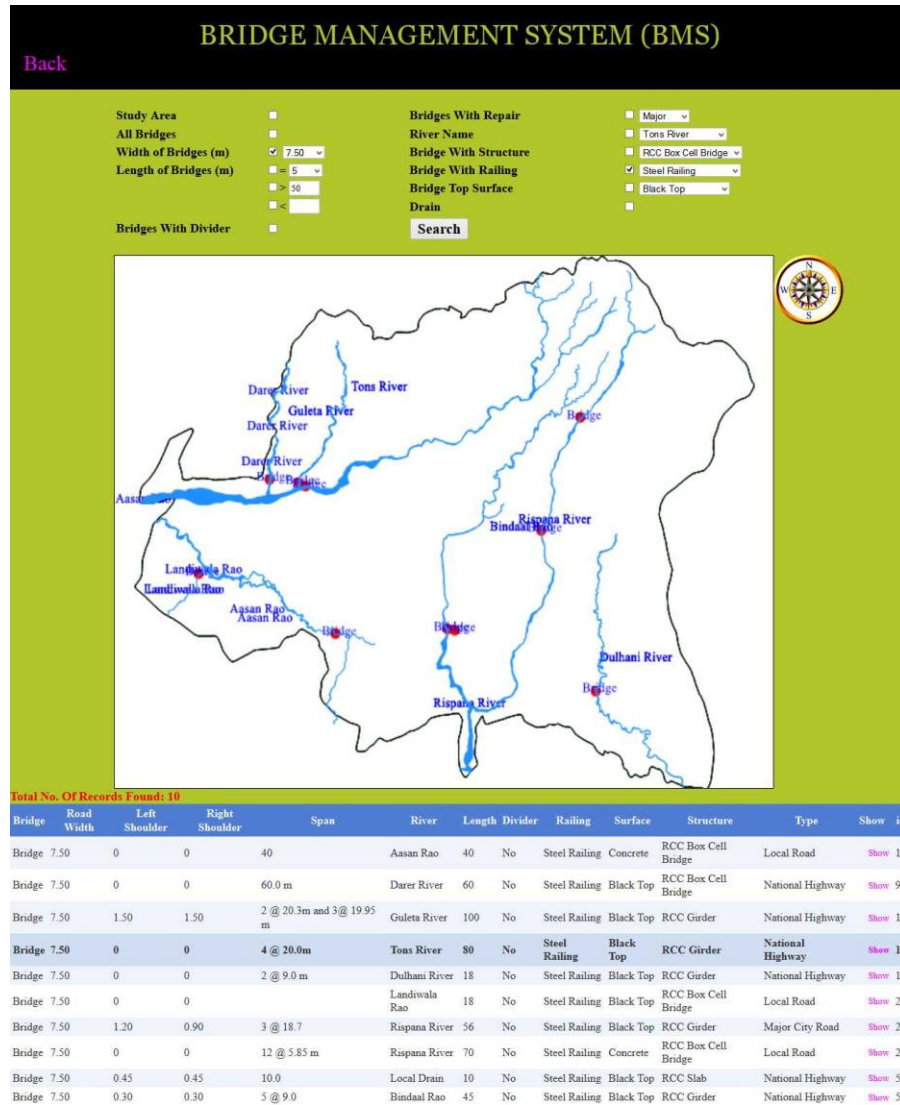 BRIDGE MANAGEMENT SYSTEM (BMS)
Back
Study Area
Bridges With Repair Major
All Bridges
River Name Tons River
Width of Bridges (m) 7.50
Bridge With Structure RCC Box Cell Bridge
Length of Bridges (m) = 5
Bridge With Railing Steel Railing
> 50
Bridge Top Surface Black Top
<
Drain
Bridges With Divider
Search
N
W E
S
Darer River
Tons River
Guleta River
Darer River
Darer River
Bridge
Bridge
Bridge
Bridge
Rispana River
Landiwala Rao
Landiwala Rao
Aasan Rao
Aasan Rao
Bridge
Bridge
Dulhani River
Bridge
Rispana River
Total No. Of Records Found: 10
Bridge Road Width Left Shoulder Right Shoulder Span River Length Divider Railing Surface Structure Type Show i
Bridge 7.50 0 0 40 Aasan Rao 40 No Steel Railing Concrete RCC Box Cell Bridge Local Road Show 1
Bridge 7.50 0 0 60.0 m Darer River 60 No Steel Railing Black Top RCC Box Cell Bridge National Highway Show 9
Bridge 7.50 1.50 1.50 2 @ 20.3m and 3@ 19.95 m Guleta River 100 No Steel Railing Black Top RCC Girder National Highway Show 1
Bridge 7.50 0 0 4 @ 20.0m Tons River 80 No Steel Railing Black Top RCC Girder National Highway Show 1
Bridge 7.50 0 0 2 @ 9.0 m Dulhani River 18 No Steel Railing Black Top RCC Girder National Highway Show 1
Bridge 7.50 0 0 Landiwala Rao 18 No Steel Railing Black Top RCC Box Cell Bridge Local Road Show 2
Bridge 7.50 1.20 0.90 3 @ 18.7 Rispana River 56 No Steel Railing Black Top RCC Girder Major City Road Show 2
Bridge 7.50 0 0 12 @ 5.85 m Rispana River 70 No Steel Railing Concrete RCC Box Cell Bridge Local Road Show 2
Bridge 7.50 0.45 0.45 10.0 Local Drain 10 No Steel Railing Black Top RCC Slab National Highway Show 5
Bridge 7.50 0.30 0.30 5 @ 9.0 Bindaal Rao 45 No Steel Railing Black Top RCC Girder National Highway Show 5